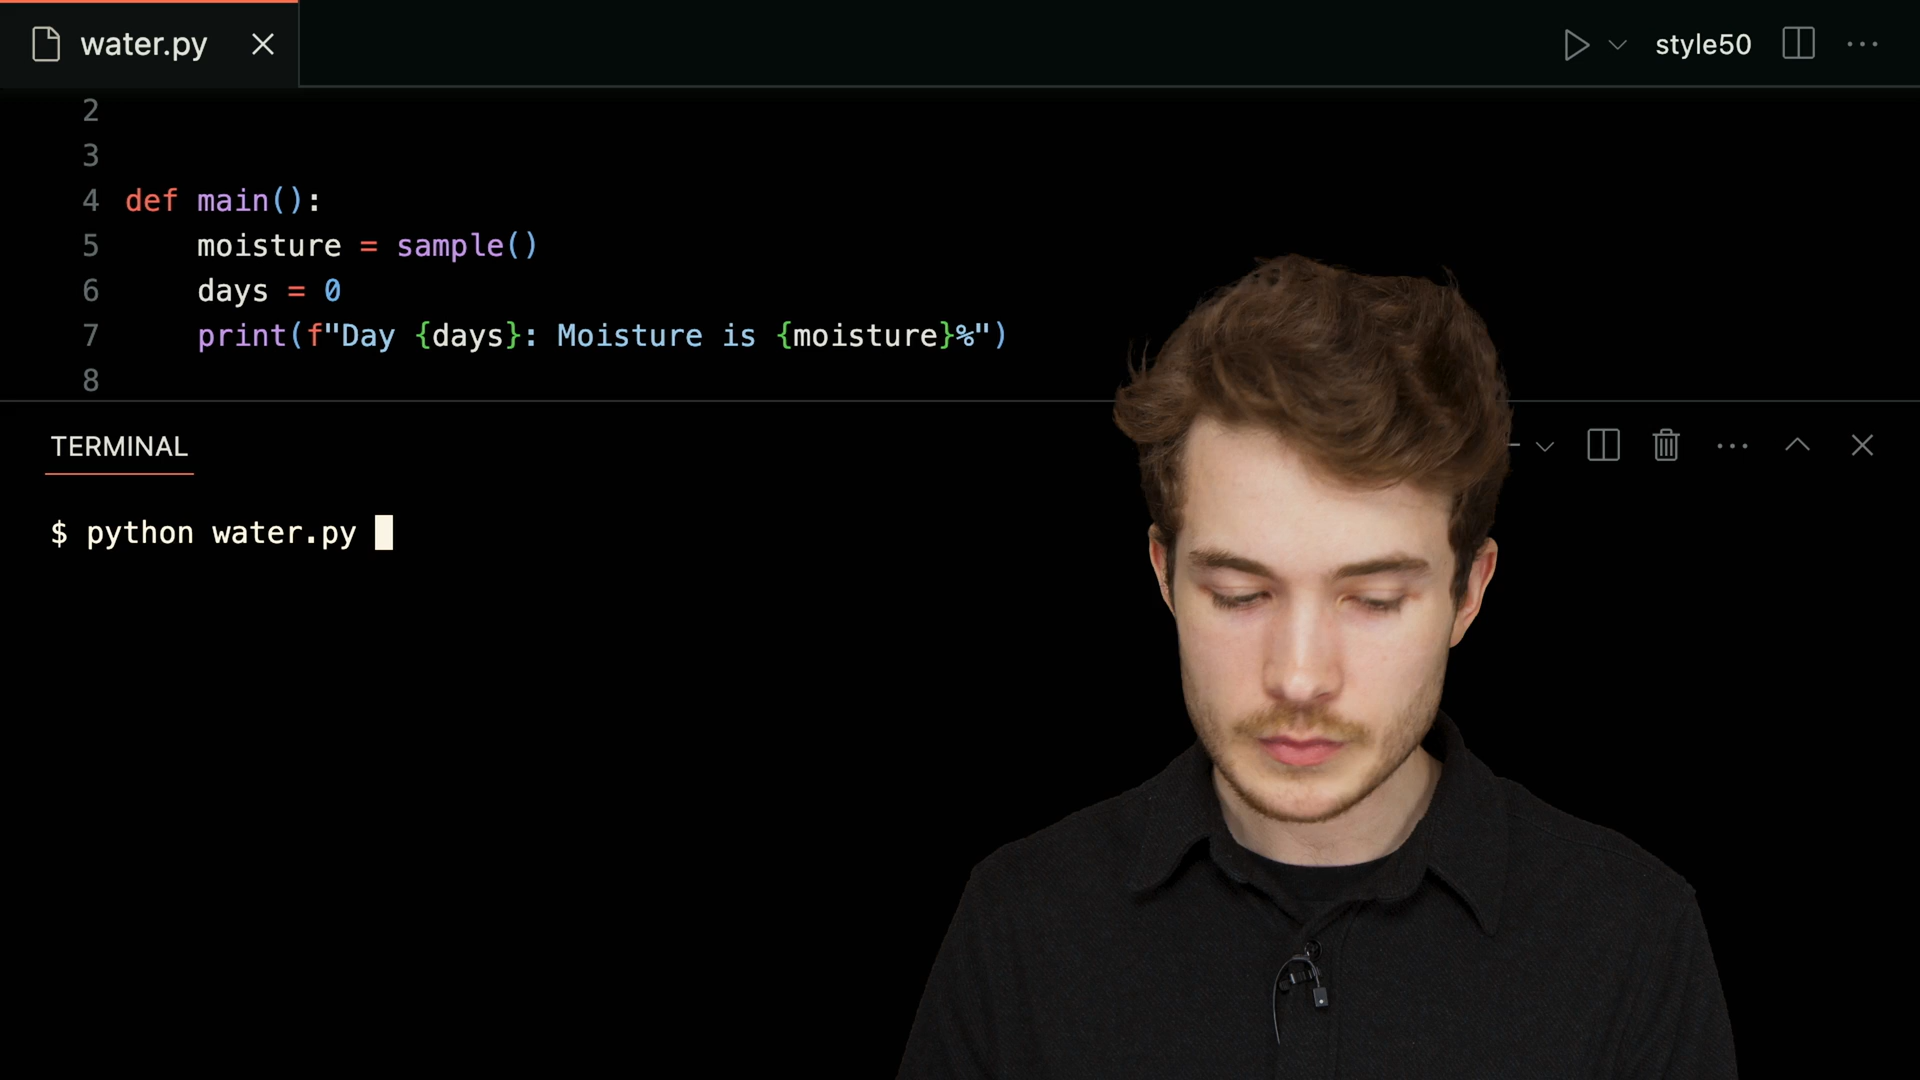 water.py
style50
2
3
4 def main():
5 moisture = sample()
6 days = 0
7 print(f"Day {days}: Moisture is {moisture}%")
8
TERMINAL
$ python water.py